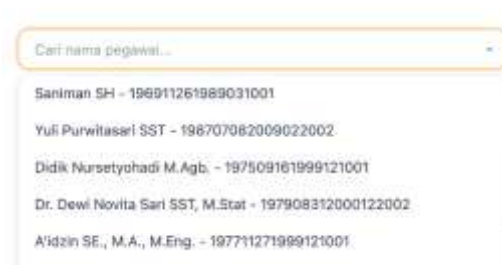 Cari nama pegawai...
Saniman SH - 196911261989031001
Yuli Purwitasari SST - 198707082009022002
Didik Nursetyohadi M.Agb. - 197509161999121001
Dr. Dewi Novita Sari SST, M.Stat - 197908312000122002
A'idzin SE., M.A., M.Eng. - 197711271999121001